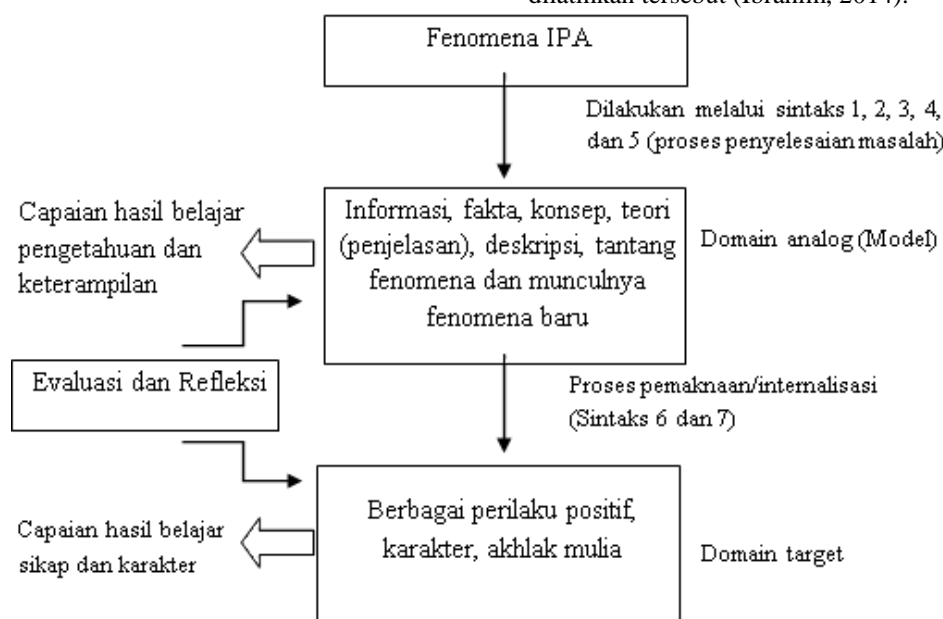 (Ibrahim, 2014).
Fenomena IPA
Dilakukan melalui sintaks 1, 2, 3, 4,
dan 5 (proses penyelesaian masalah)
Capaian hasil belajar
pengetahuan dan
keterampilan
Informasi, fakta, konsep, teori
(penjelasan), deskripsi, tantang
fenomena dan munculnya
fenomena baru
Domain analog (Model)
Evaluasi dan Refleksi
Proses pemaknaan/internalisasi
(Sintaks 6 dan 7)
Capaian hasil belajar
sikap dan karakter
Berbagai perilaku positif,
karakter, akhlak mulia
Domain target